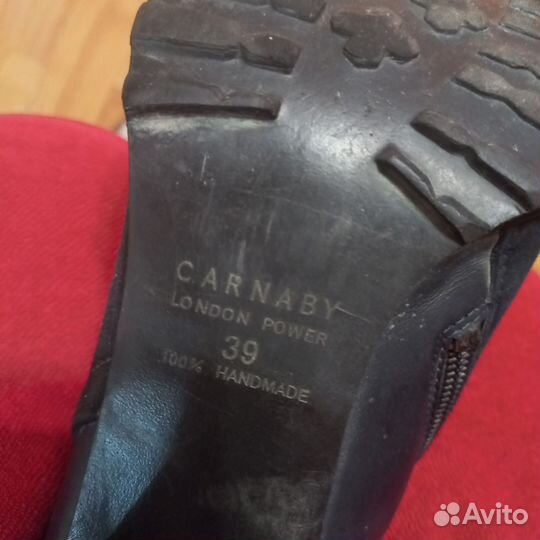 CARNABY
LONDON POWER
39
100% HANDMADE
Avito